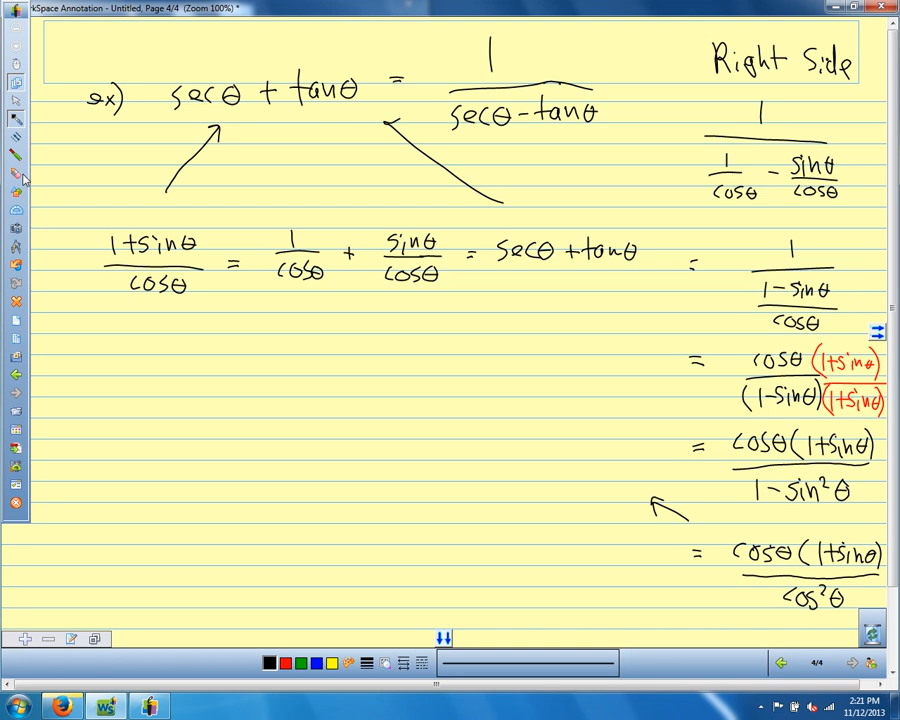 rkSpace Annotation - Untitled, Page 4/4 (Zoom 100%) *
ex) secθ + tanθ = 1/(secθ - tanθ)
(1+sinθ)/cosθ = 1/cosθ + sinθ/cosθ = secθ + tanθ
Right Side
1/(1/cosθ - sinθ/cosθ)
= 1/((1-sinθ)/cosθ)
= cosθ(1+sinθ)/((1-sinθ)(1+sinθ))
= cosθ(1+sinθ)/(1-sin²θ)
= cosθ(1+sinθ)/cos²θ
4/4
2:21 PM
11/12/2013